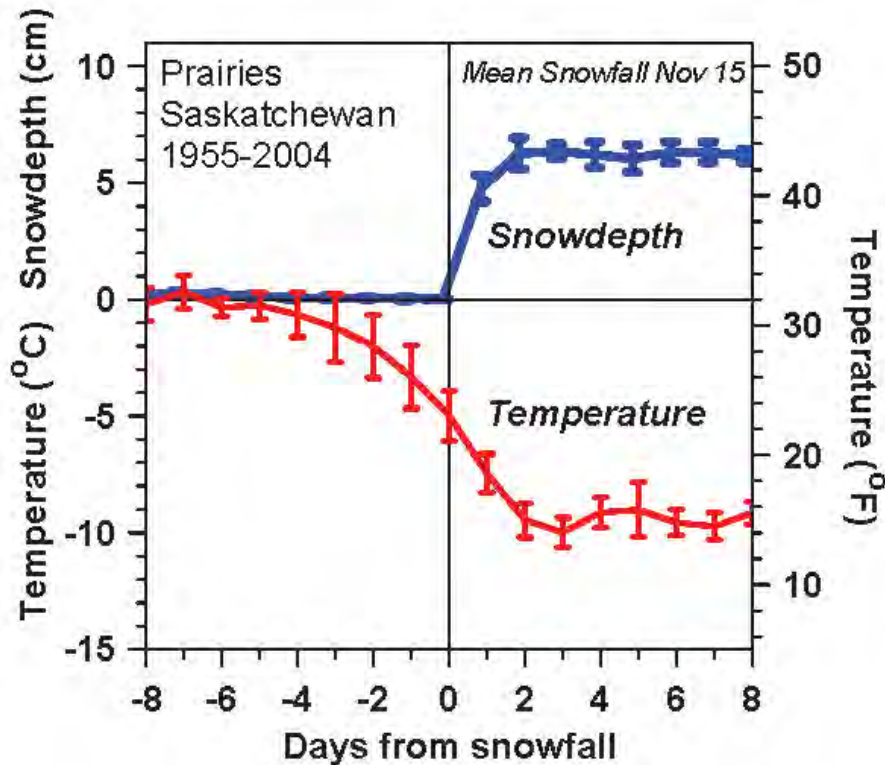 Prairies
Saskatchewan
1955-2004
Mean Snowfall Nov 15
Snowdepth
Temperature
Temperature (°C) Snowdepth (cm)
10
5
0
-5
-10
-15
50
40
30
20
10
Temperature (°F)
-8 -6 -4 -2 0 2 4 6 8
Days from snowfall